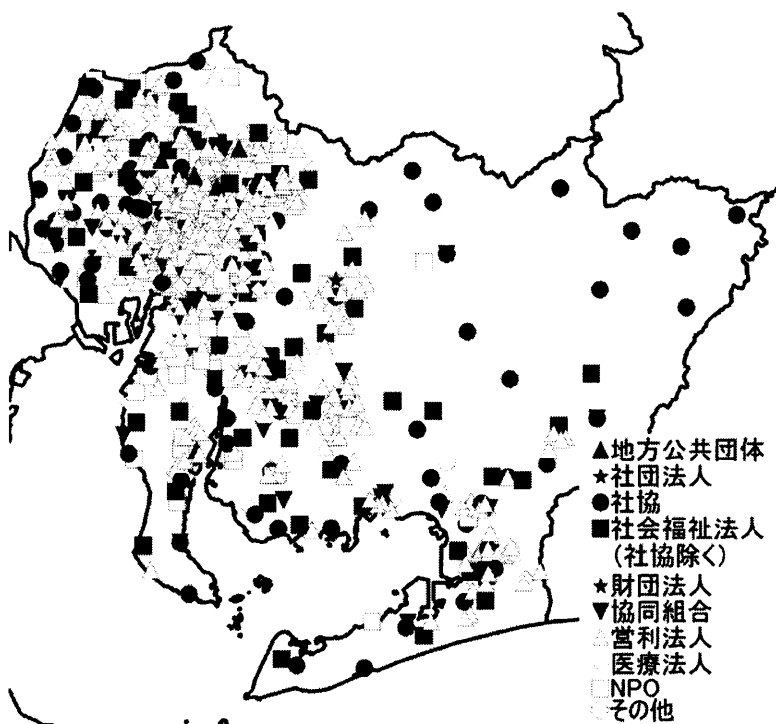 地方公共団体
社団法人
社協
社会福祉法人
(社協除く)
財団法人
協同組合
営利法人
医療法人
NPO
その他